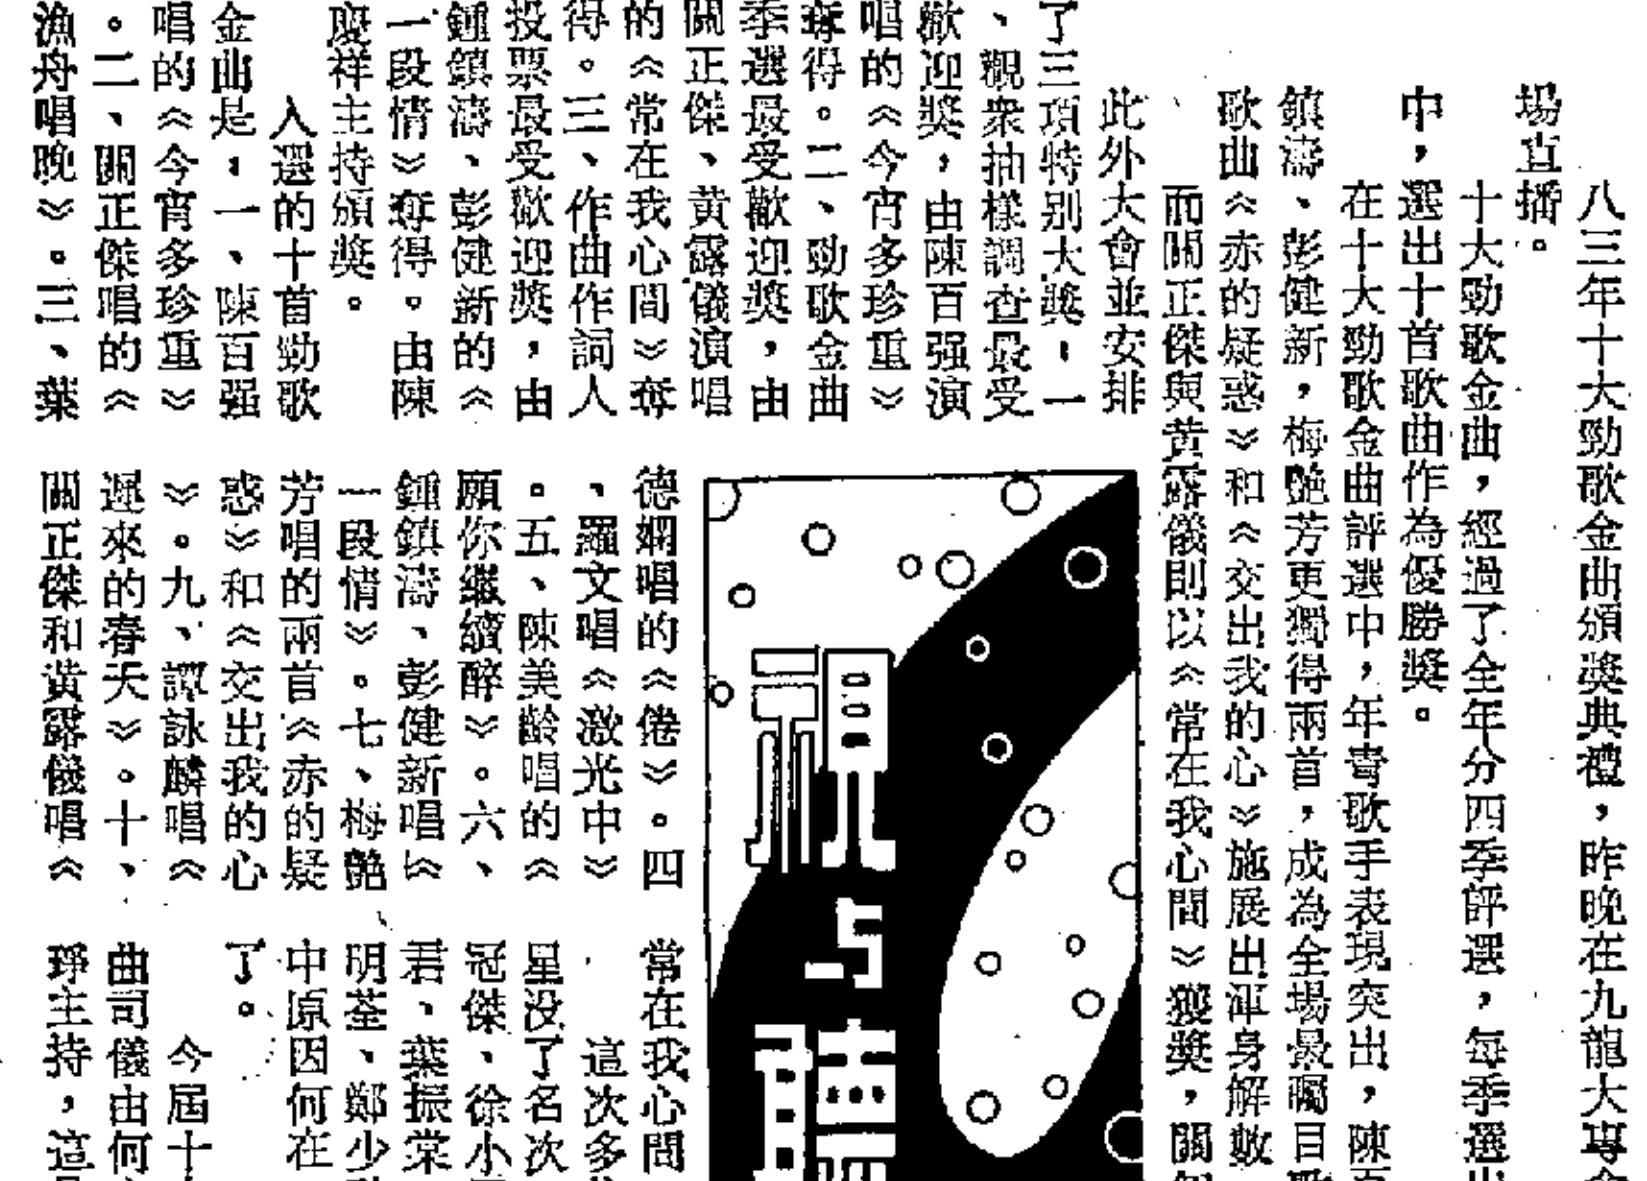 八三年十大勁歌金曲頒獎典禮，昨晚在九龍大專
場直播。
十大勁歌金曲，經過了全年分四季評選，每季選出
中，選出十首歌曲作為優勝獎。
在十大勁歌金曲評選中，年青歌手表現突出，陳
鎮濤、彭健新，梅艷芳更獨得兩首，成為全場最矚目
歌曲《赤的疑惑》和《交出我的心》施展出渾身解數
而關正傑與黃露儀則以《常在我心間》獲獎，關
此外大會並安排
了三項特別大獎，一
、觀衆抽樣調查最受
歡迎獎，由陳百强演
唱的《今宵多珍重》
奪得。二、勁歌金曲
季選最受歡迎獎，由
關正傑、黃露儀演唱
的《常在我心間》奪
得。三、作曲作詞人
投票最受歡迎獎，由
鍾鎮濤、彭健新的《
一段情》奪得。由陳
慶祥主持頒獎。
入選的十首勁歌
金曲是，一、陳百强
唱的《今宵多珍重》
。二、關正傑唱的《
漁舟唱晚》。三、葉
德嫻唱的《倦》。四
、羅文唱《激光中》
。五、陳美齡唱的《
願你繼續醉》。六、
鍾鎮濤、彭健新唱《
一段情》。七、梅艷
芳唱的兩首《赤的疑
惑》和《交出我的心
》。九、譚詠麟唱《
遲來的春天》。十、
關正傑和黃露儀唱《
常在我心間
這次多
星没了名次
冠傑、徐小
君、葉振棠
明荃、鄭少
中原因何在
了。
今屆十
曲司儀由何
琤主持，這